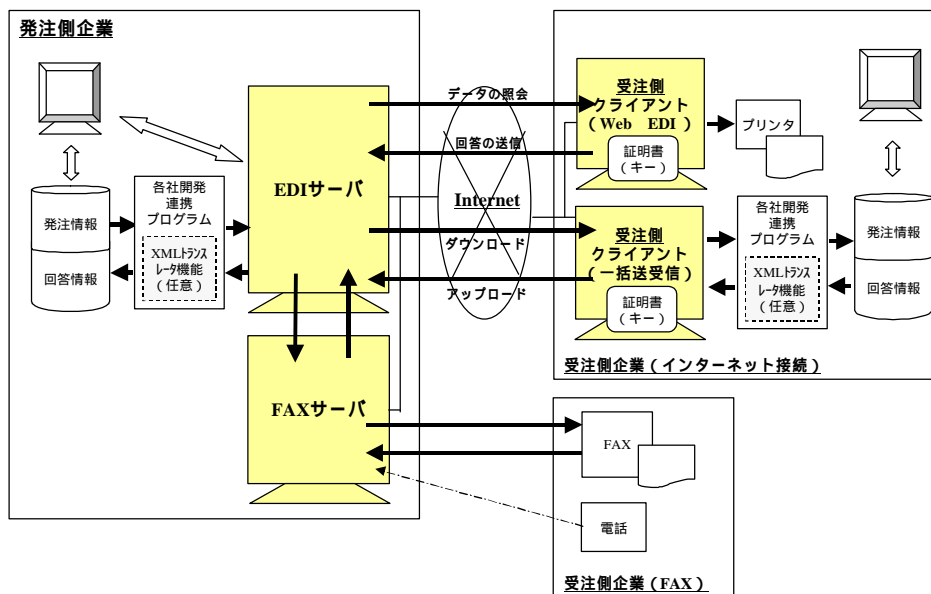 発注側企業
発注情報
回答情報
各社開発
連携
プログラム
XMLトランス
レータ機能
（任意）
EDIサーバ
FAXサーバ
データの照会
回答の送信
Internet
ダウンロード
アップロード
受注側
クライアント
（Web EDI）
証明書
（キー）
プリンタ
受注側
クライアント
（一括送受信）
証明書
（キー）
各社開発
連携
プログラム
XMLトランス
レータ機能
（任意）
発注情報
回答情報
受注側企業（インターネット接続）
FAX
電話
受注側企業（FAX）